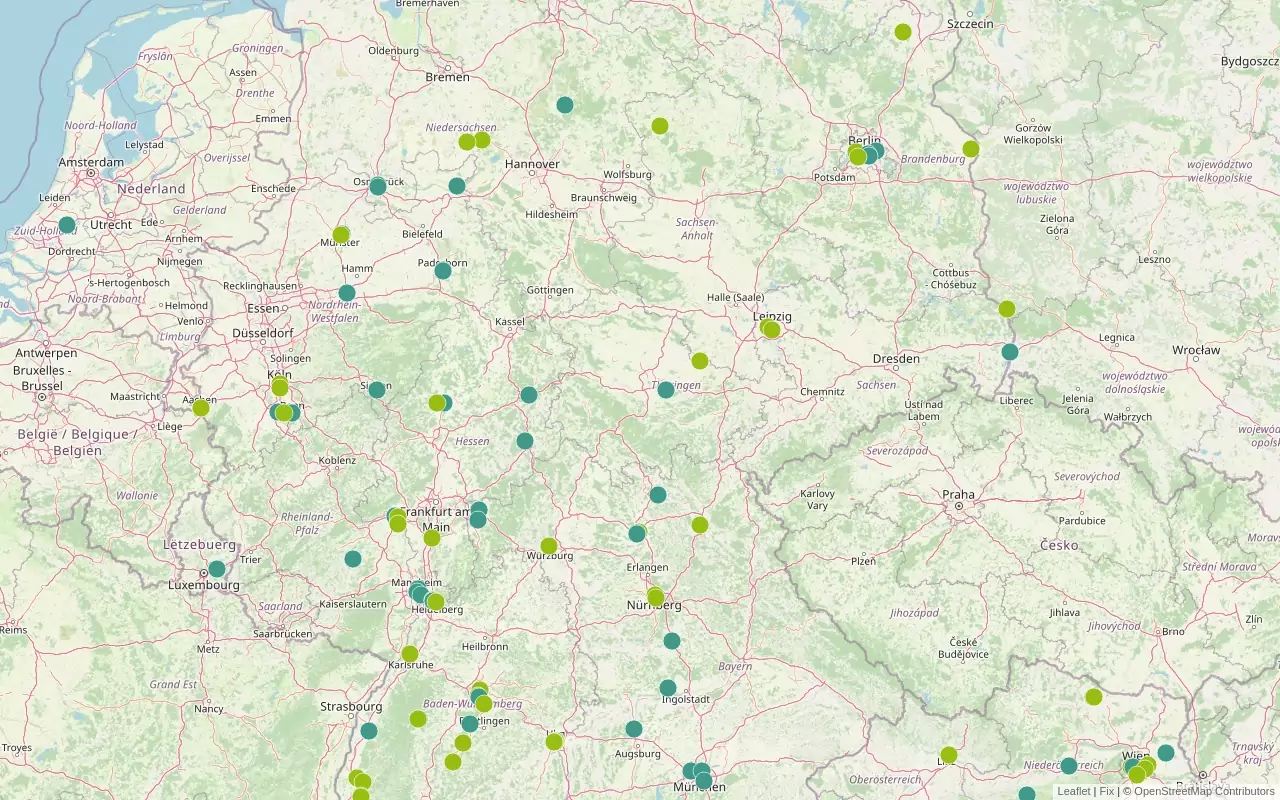 Bremerhaven
Szczecin
Groningen
Oldenburg
Fryslân
Bydgoszcz
Assen
Bremen
Drenthe
Emmen
Noord-Holland
Niedersachsen
Gorzów
Wielkopolski
Lelystad
Berlin
Amsterdam
Overijssel
Hannover
Brandenburg
województwo
wielkopolskie
Wolfsburg
Potsdam
Enschede
Nederland
województwo
lubuskie
Leiden
Braunschweig
Gelderland
Hildesheim
Utrecht
Ede
Sachsen-
Anhalt
Zielona
Góra
Zuid-Holland
Arnhem
Bielefeld
Münster
Dordrecht
Nijmegen
Leszno
Paderborn
Hamm
Cottbus
- Chóśebuz
's-Hertogenbosch
Recklinghausen
Göttingen
Noord-Brabant
Halle (Saale)
Helmond
Essen
Nordrhein-
Westfalen
Leipzig
Venlo
Kassel
Düsseldorf
Limburg
Legnica
Antwerpen
Wrocław
Solingen
Dresden
Bruxelles -
Brussel
Köln
województwo
dolnośląskie
Thüringen
Sachsen
Chemnitz
Maastricht
Aachen
Siegen
Jelenia
Góra
Liberec
Ústí nad
Labem
Wałbrzych
Liège
België / Belgique /
Belgien
Hessen
Severozápad
Koblenz
Severovýchod
Wallonie
Karlovy
Vary
Praha
Rheinland-
Pfalz
Frankfurt am
Main
Pardubice
Lëtzebuerg
Česko
Trier
Würzburg
Plzeň
Erlangen
Střední Morava
Luxembourg
Mannheim
Kaiserslautern
Saarland
Nürnberg
Heidelberg
Jihozápad
Jihlava
Zlín
Reims
Jihovýchod
Brno
Saarbrücken
Metz
Heilbronn
České
Budějovice
Karlsruhe
Bayern
Grand Est
Ingolstadt
Nancy
Strasbourg
Baden-Württemberg
Reutlingen
Troyes
Augsburg
Wien
Niederösterreich
Oberösterreich
München
Leaflet | Fix | © OpenStreetMap Contributors